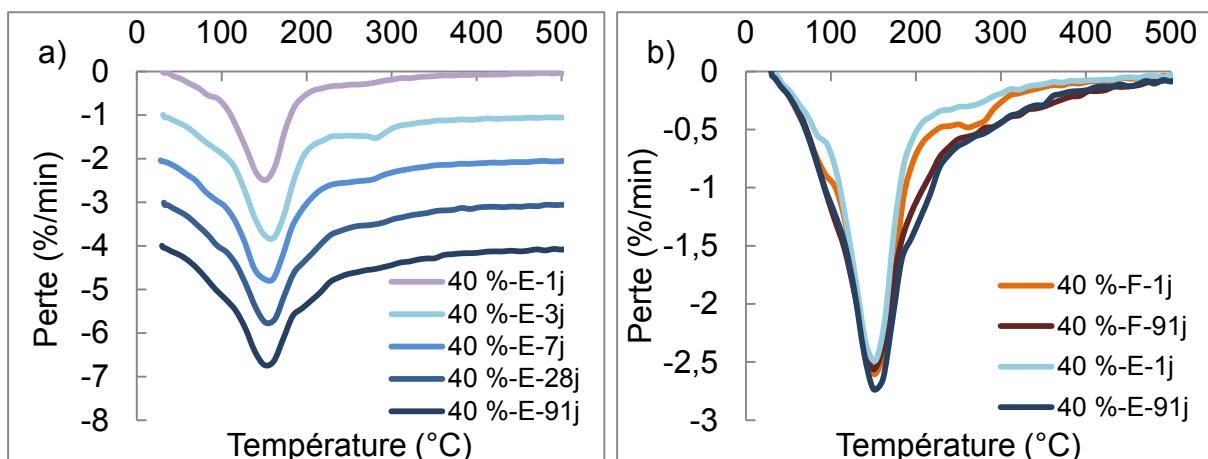 a)
0 100 200 300 400 500
0
-1
-2
-3
-4
-5
-6
-7
-8
Perte (%/min)
40 %-E-1j
40 %-E-3j
40 %-E-7j
40 %-E-28j
40 %-E-91j
Température (°C)
b)
0 100 200 300 400 500
0
-0,5
-1
-1,5
-2
-2,5
-3
Perte (%/min)
40 %-F-1j
40 %-F-91j
40 %-E-1j
40 %-E-91j
Température (°C)